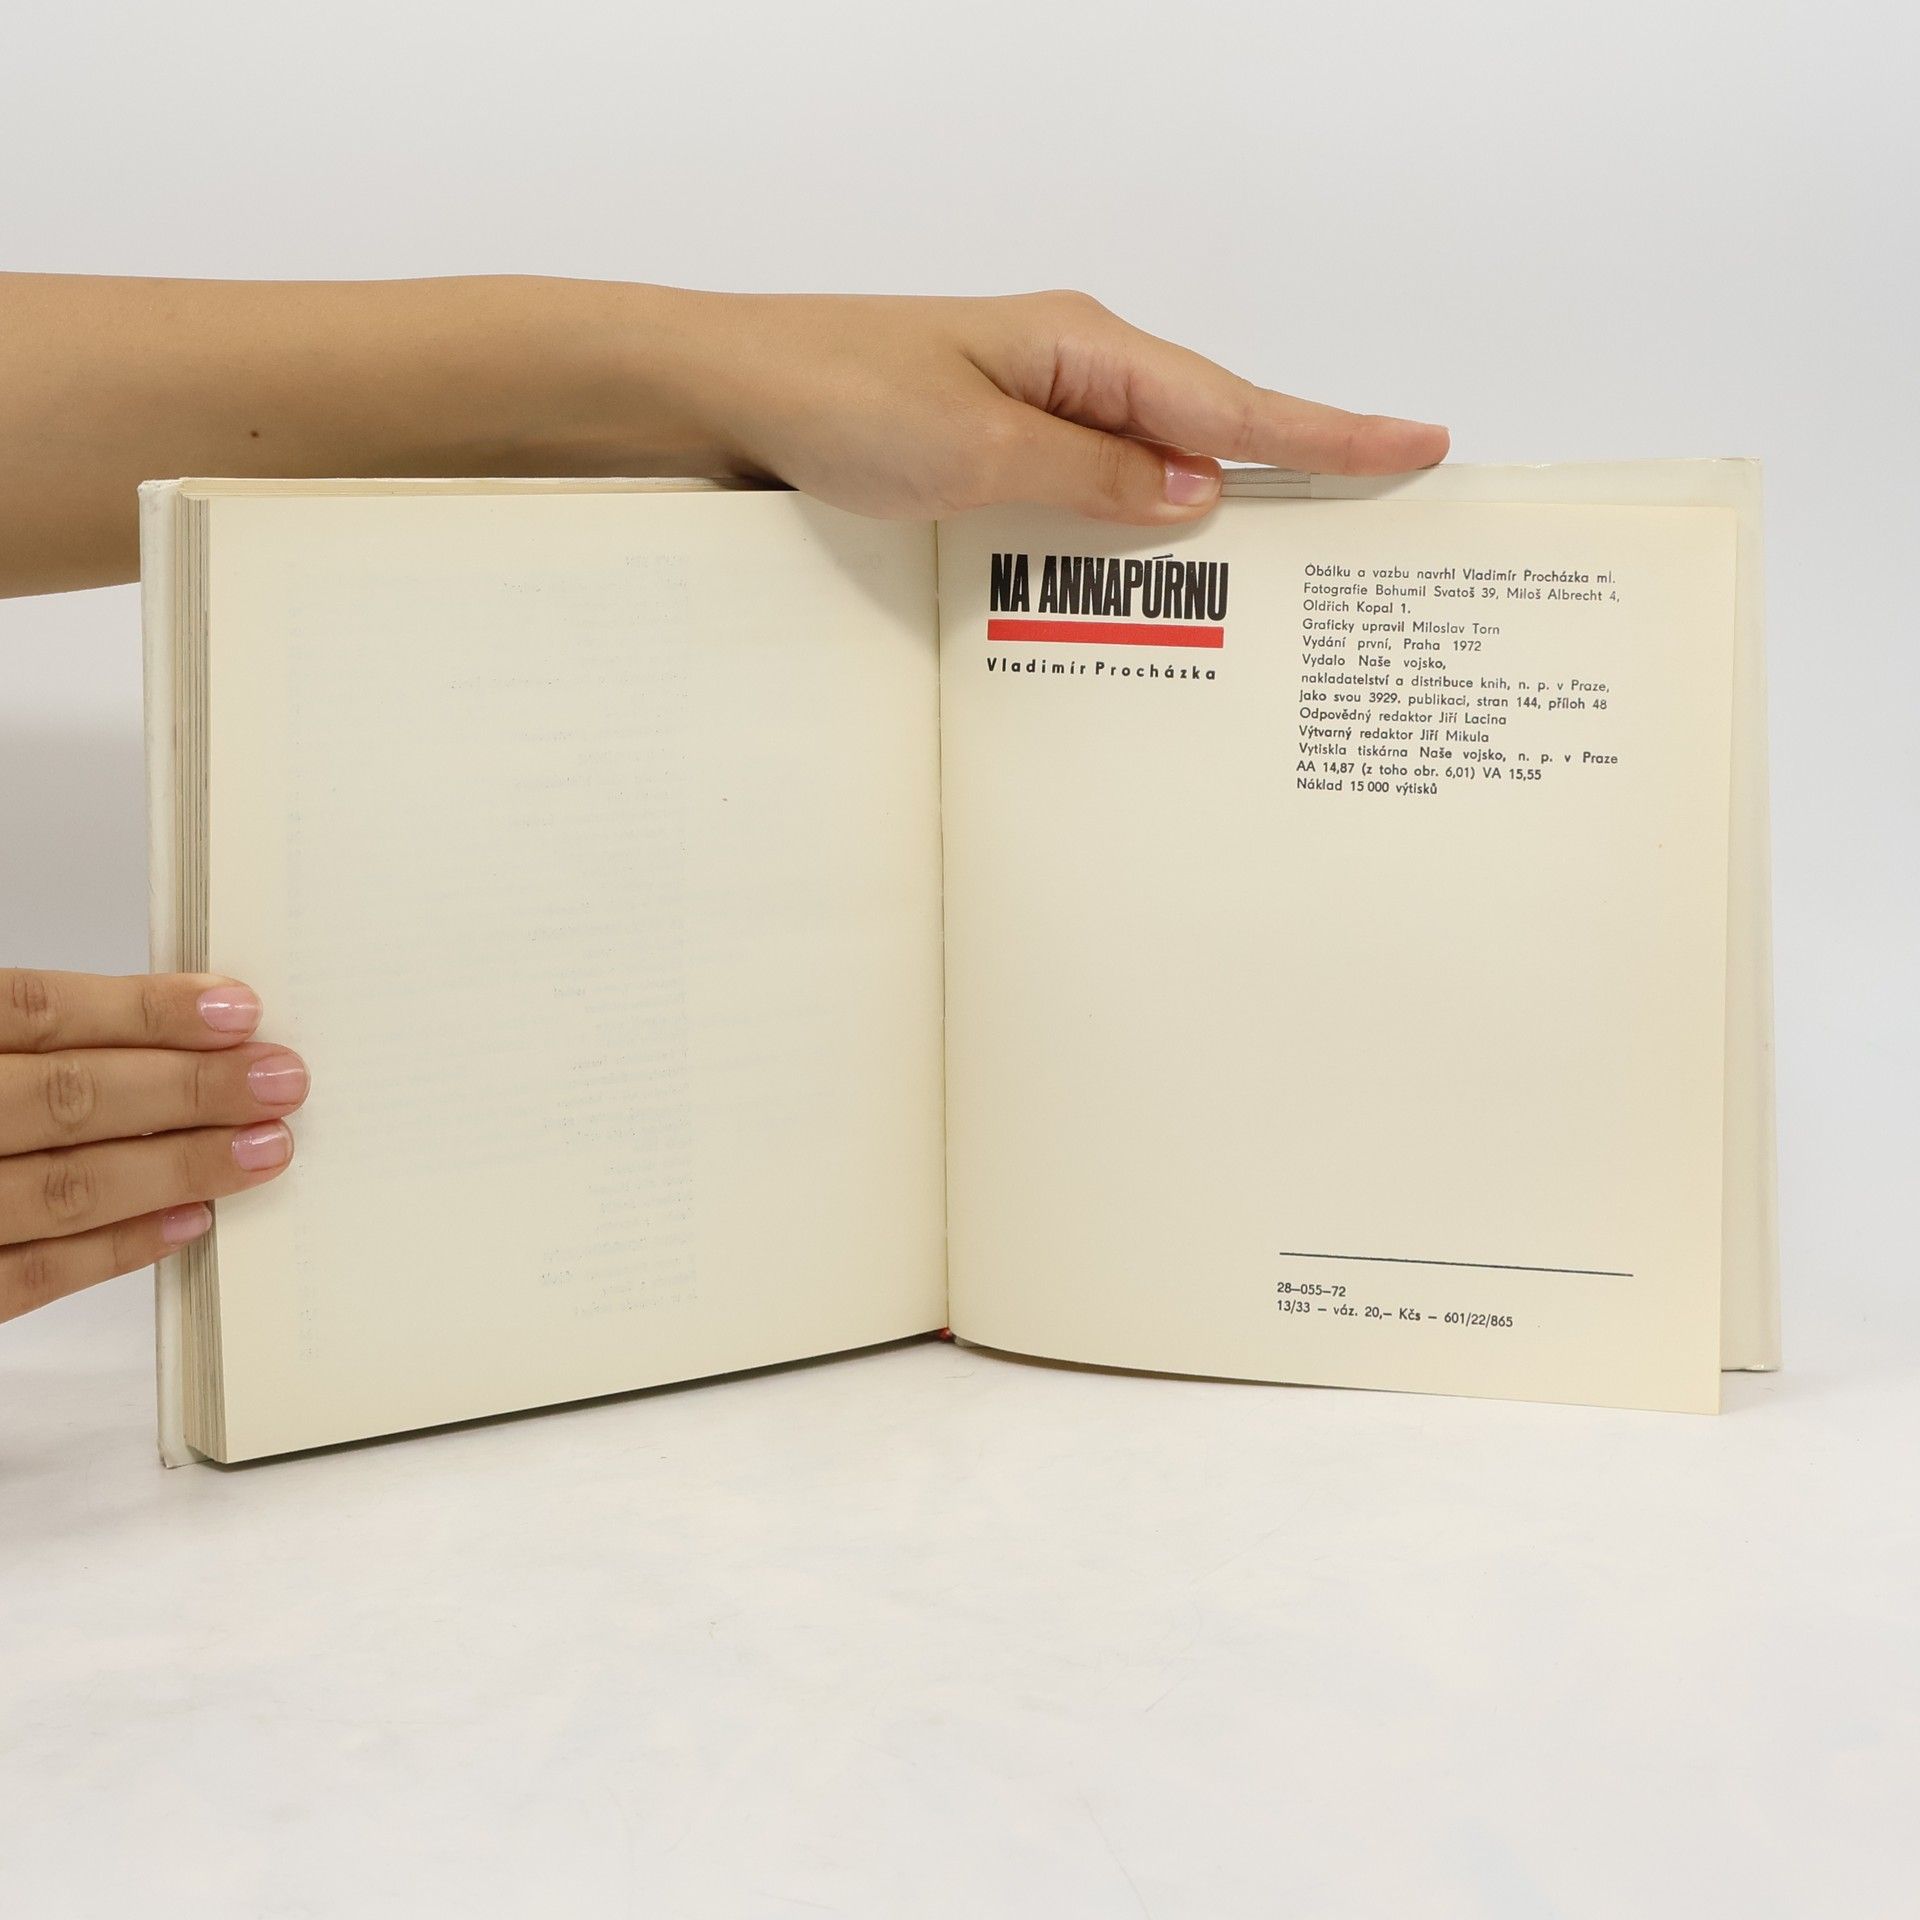 NA ANNAPÚRNU
Vladimír Procházka
Obálku a vazbu navrhl Vladimír Procházka ml.
Fotografie Bohumil Svatoš 39, Miloš Albrecht 4,
Oldřich Kopal 1.
Graficky upravil Miloslav Torn
Vydání první, Praha 1972
Vydalo Naše vojsko,
nakladatelství a distribuce knih, n. p. v Praze,
jako svou 3929. publikaci, stran 144, příloh 48
Odpovědný redaktor Jiří Lacina
Výtvarný redaktor Jiří Mikula
Vytiskla tiskárna Naše vojsko, n. p. v Praze
AA 14,87 (z toho obr. 6,01) VA 15,55
Náklad 15 000 výtisků
28—055—72
13/33 — váz. 20,— Kčs — 601/22/865